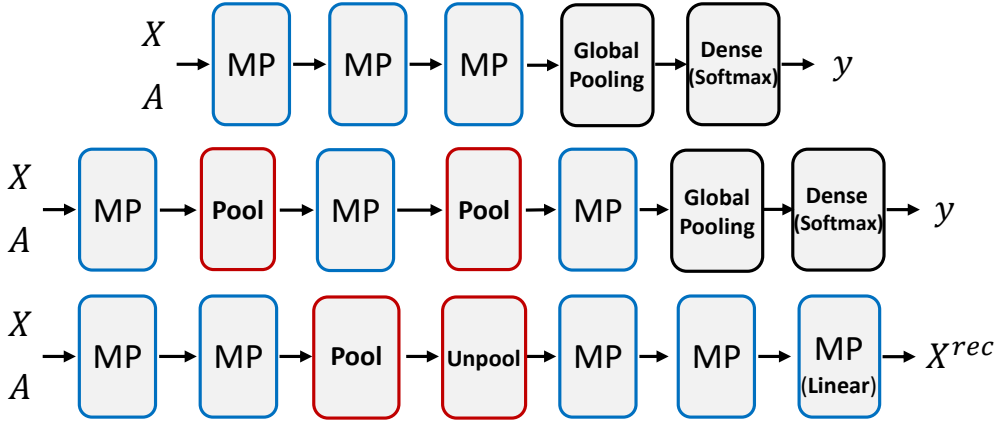 X
A
MP
MP
MP
Global
Pooling
Dense
(Softmax)
y
X
A
MP
Pool
MP
Pool
MP
Global
Pooling
Dense
(Softmax)
y
X
A
MP
MP
Pool
Unpool
MP
MP
MP
(Linear)
X^{rec}